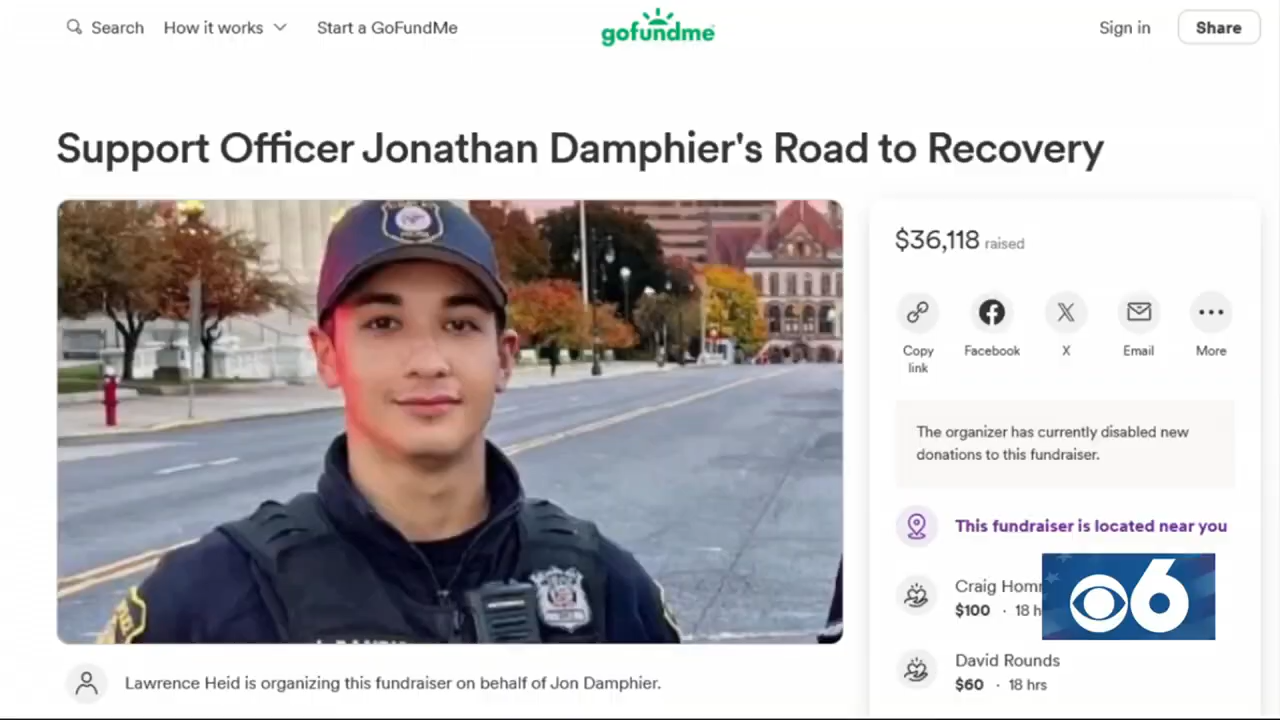 Search
How it works
Start a GoFundMe
gofundme
Sign in
Share
Support Officer Jonathan Damphier's Road to Recovery
$36,118 raised
Copy
link
Facebook
X
Email
More
The organizer has currently disabled new
donations to this fundraiser.
This fundraiser is located near you
Craig
$100 · 18
6
David Rounds
$60 · 18 hrs
Lawrence Heid is organizing this fundraiser on behalf of Jon Damphier.